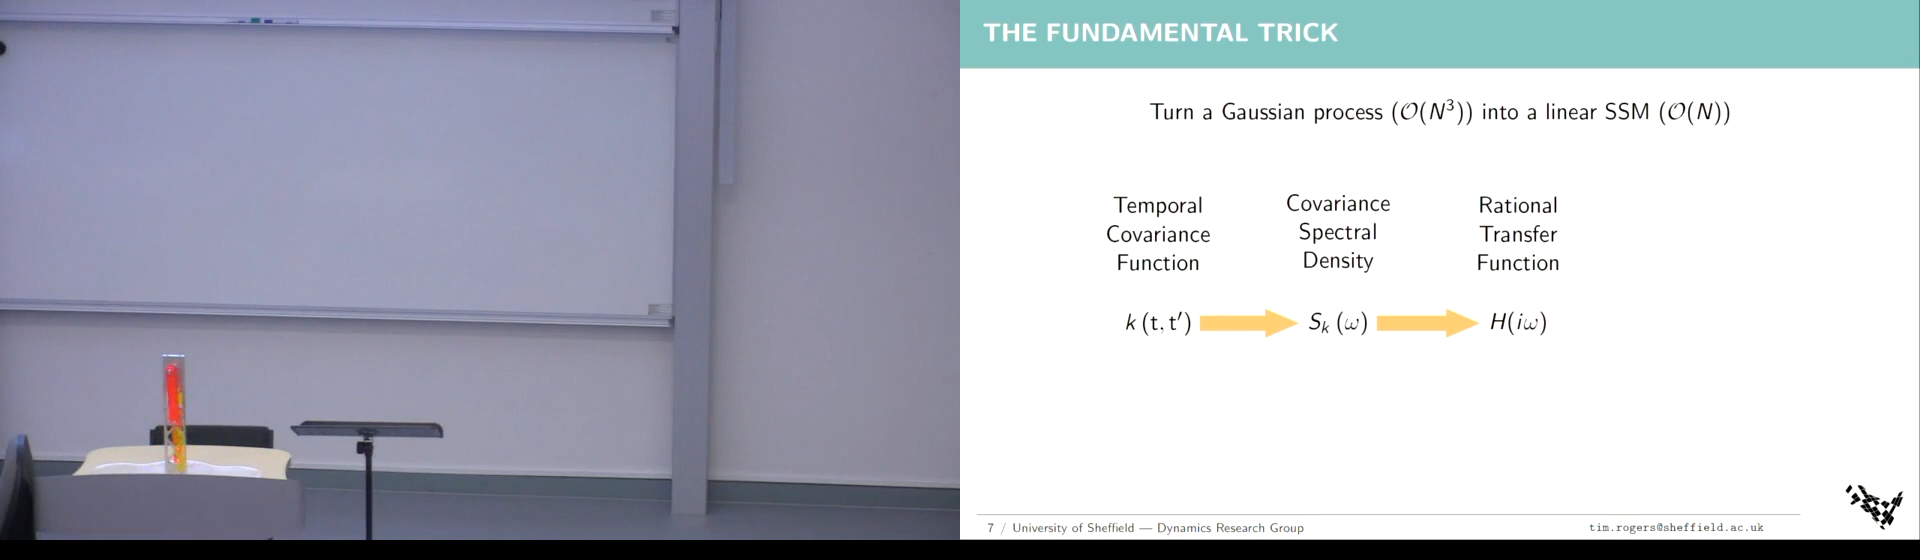 THE FUNDAMENTAL TRICK
Turn a Gaussian process (𝒪(N³)) into a linear SSM (𝒪(N))
Temporal
Covariance
Function
Covariance
Spectral
Density
Rational
Transfer
Function
k (t, t′)
S_k (ω)
H(iω)
7 / University of Sheffield — Dynamics Research Group
tim.rogers@sheffield.ac.uk